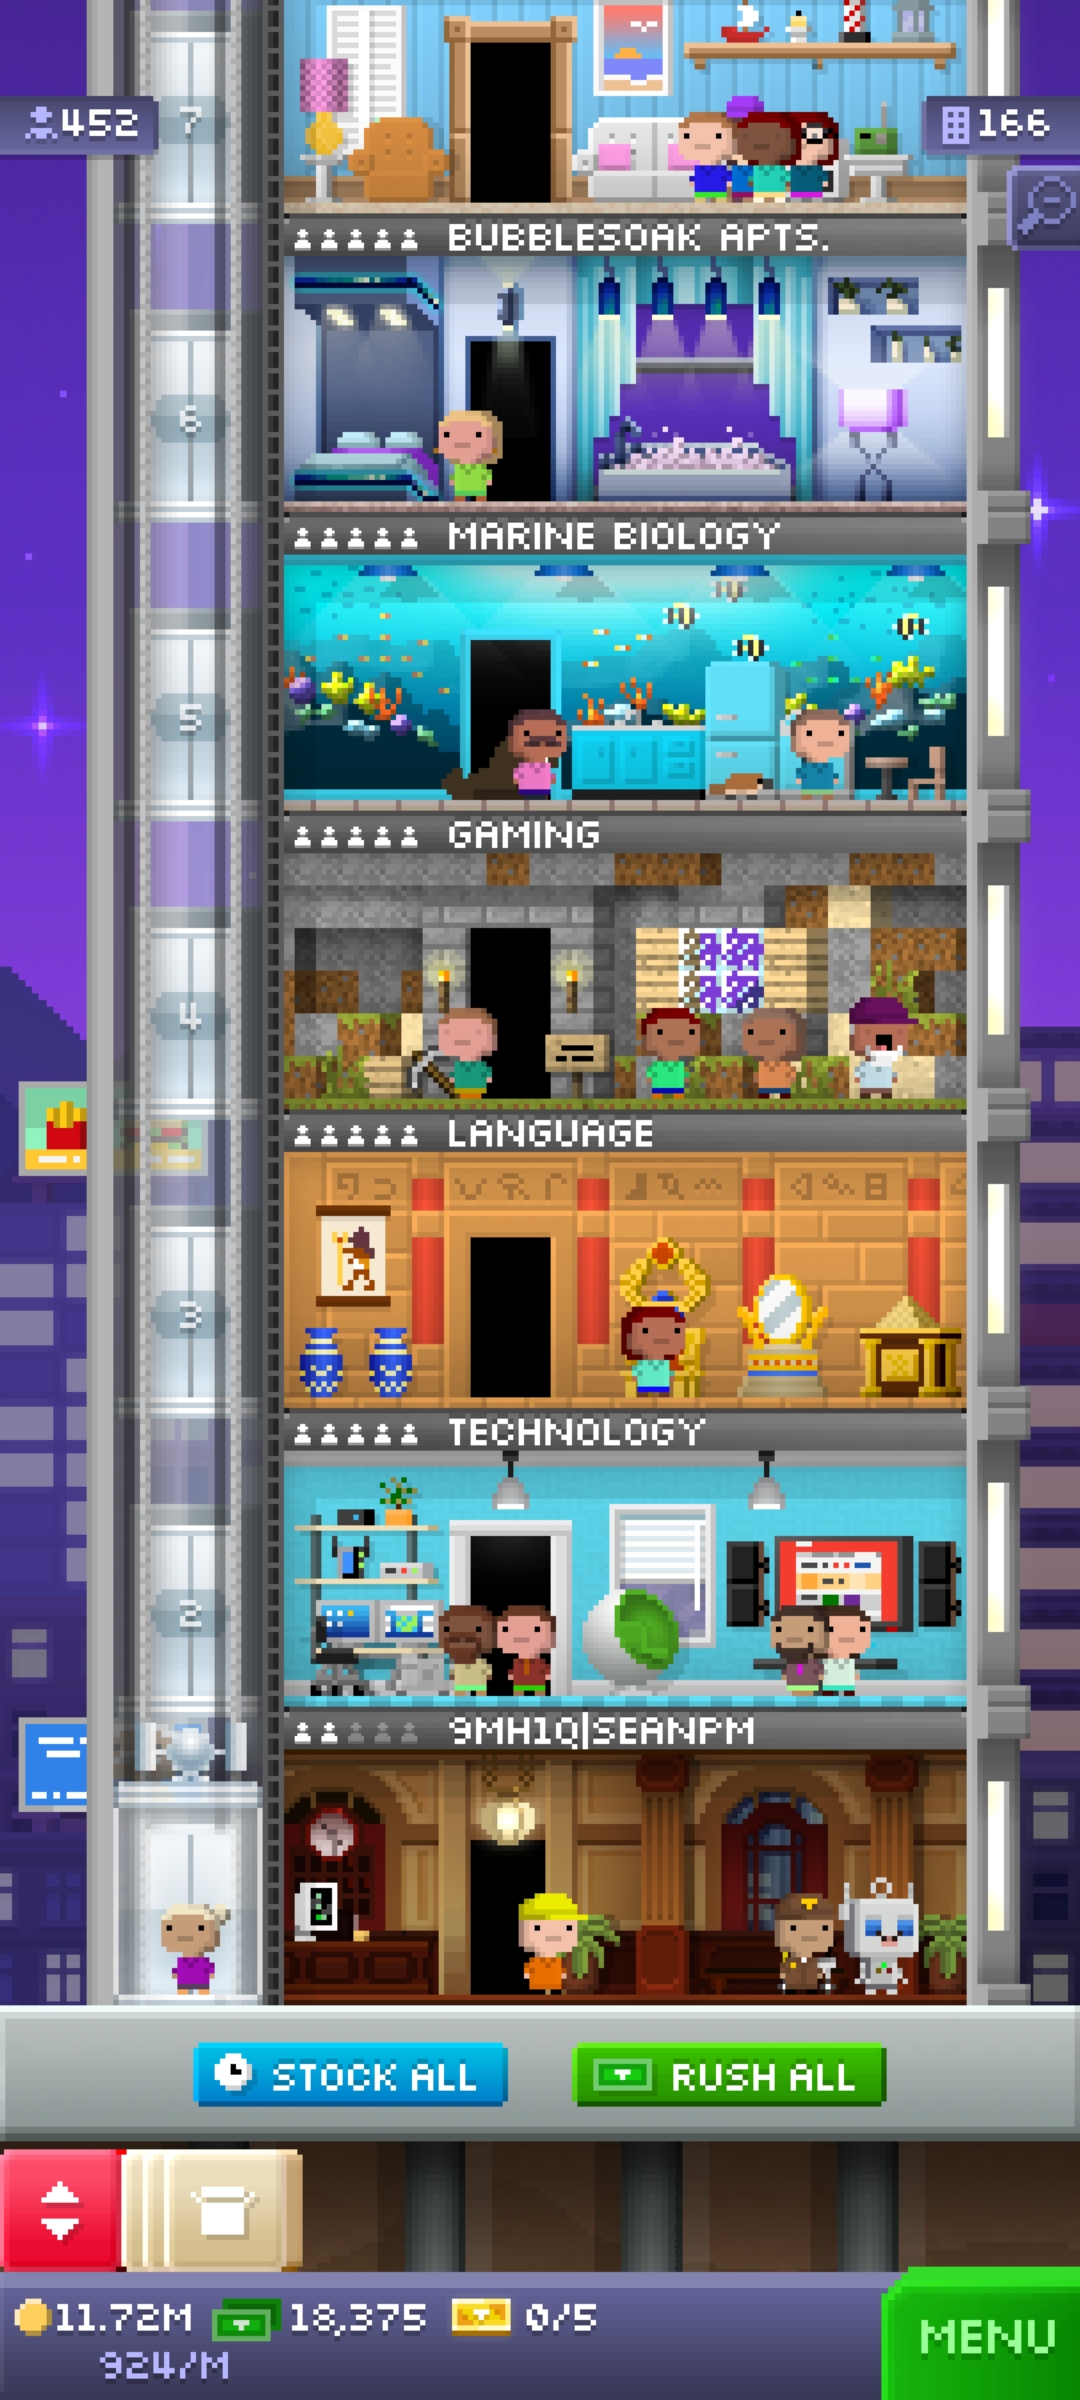 452
7
166
BUBBLESOAK APTS.
6
MARINE BIOLOGY
5
GAMING
4
LANGUAGE
3
TECHNOLOGY
2
9MH1Q|SEANPM
STOCK ALL
RUSH ALL
11.72M
18,375
0/5
924/M
MENU